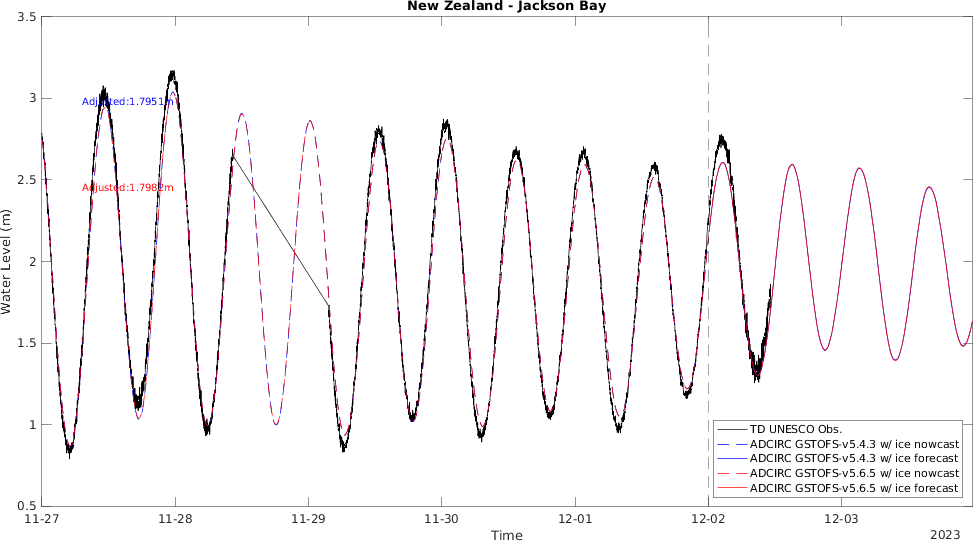 New Zealand - Jackson Bay
3.5
3
2.5
2
1.5
1
0.5
Water Level (m)
Adjusted:1.7951m
Adjusted:1.7982m
TD UNESCO Obs.
ADCIRC GSTOFS-v5.4.3 w/ ice nowcast
ADCIRC GSTOFS-v5.4.3 w/ ice forecast
ADCIRC GSTOFS-v5.6.5 w/ ice nowcast
ADCIRC GSTOFS-v5.6.5 w/ ice forecast
11-27 11-28 11-29 11-30 12-01 12-02 12-03
Time
2023